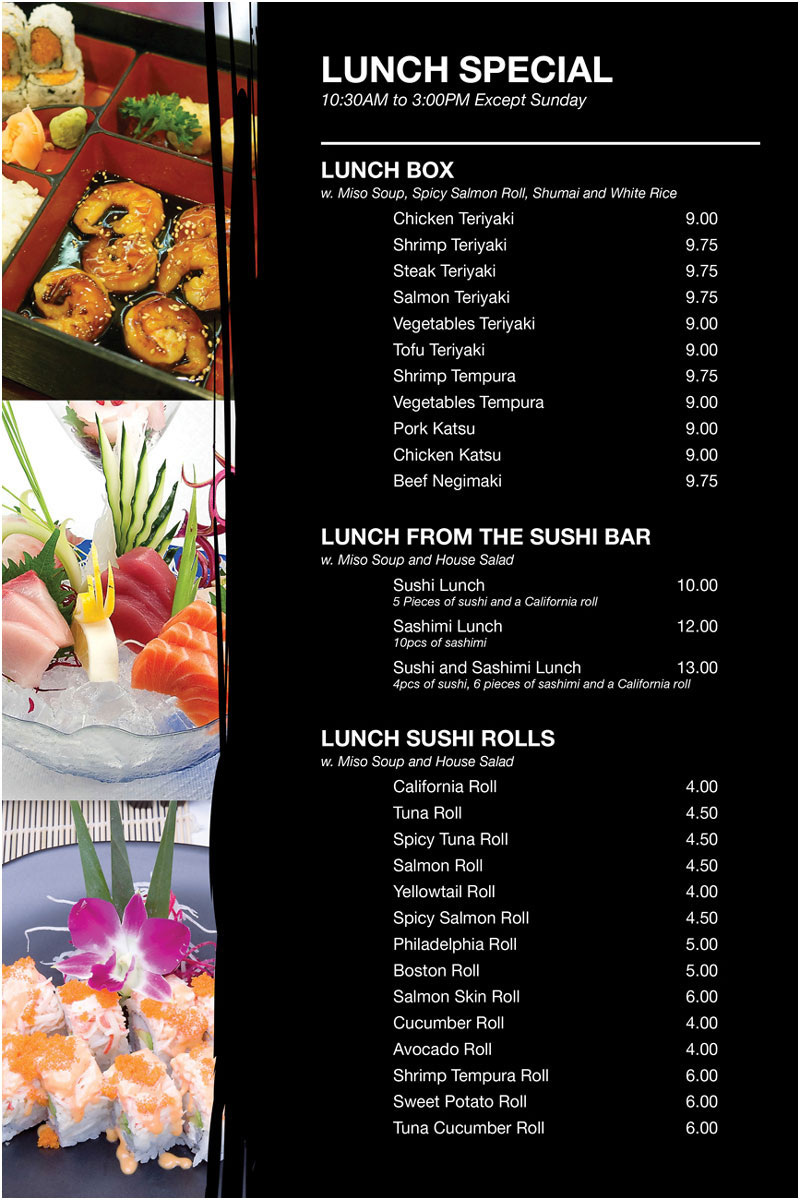 LUNCH SPECIAL
10:30AM to 3:00PM Except Sunday
LUNCH BOX
w. Miso Soup, Spicy Salmon Roll, Shumai and White Rice
Chicken Teriyaki 9.00
Shrimp Teriyaki 9.75
Steak Teriyaki 9.75
Salmon Teriyaki 9.75
Vegetables Teriyaki 9.00
Tofu Teriyaki 9.00
Shrimp Tempura 9.75
Vegetables Tempura 9.00
Pork Katsu 9.00
Chicken Katsu 9.00
Beef Negimaki 9.75
LUNCH FROM THE SUSHI BAR
w. Miso Soup and House Salad
Sushi Lunch 10.00
5 Pieces of sushi and a California roll
Sashimi Lunch 12.00
10pcs of sashimi
Sushi and Sashimi Lunch 13.00
4pcs of sushi, 6 pieces of sashimi and a California roll
LUNCH SUSHI ROLLS
w. Miso Soup and House Salad
California Roll 4.00
Tuna Roll 4.50
Spicy Tuna Roll 4.50
Salmon Roll 4.50
Yellowtail Roll 4.00
Spicy Salmon Roll 4.50
Philadelphia Roll 5.00
Boston Roll 5.00
Salmon Skin Roll 6.00
Cucumber Roll 4.00
Avocado Roll 4.00
Shrimp Tempura Roll 6.00
Sweet Potato Roll 6.00
Tuna Cucumber Roll 6.00